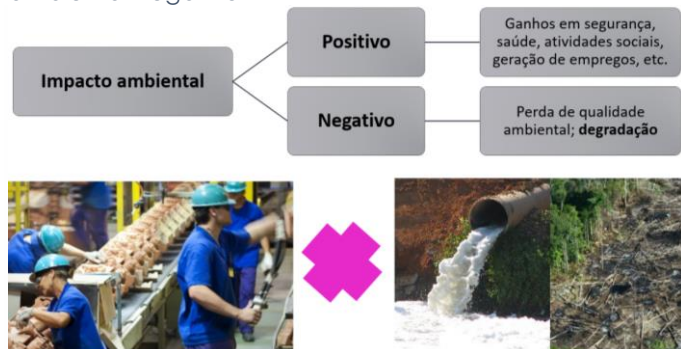 Impacto ambiental
Positivo
Ganhos em segurança,
saúde, atividades sociais,
geração de empregos, etc.
Negativo
Perda de qualidade
ambiental; degradação